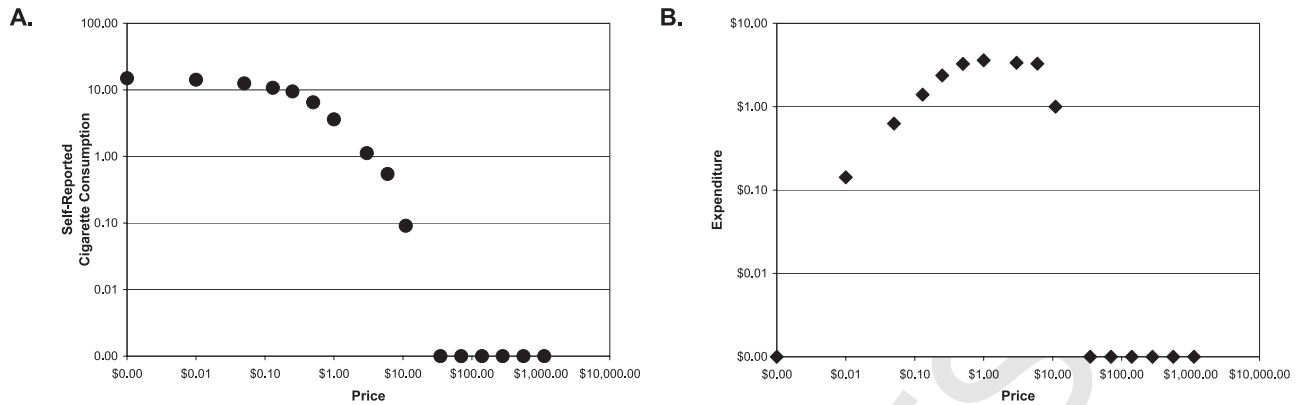 A.
100.00
10.00
1.00
0.10
0.01
0.00
Self-Reported
Cigarette Consumption
$0.00 $0.01 $0.10 $1.00 $10.00 $100.00 $1,000.00 $10,000.00
Price
B.
$10.00
$1.00
$0.10
$0.01
$0.00
Expenditure
$0.00 $0.01 $0.10 $1.00 $10.00 $100.00 $1,000.00 $10,000.00
Price